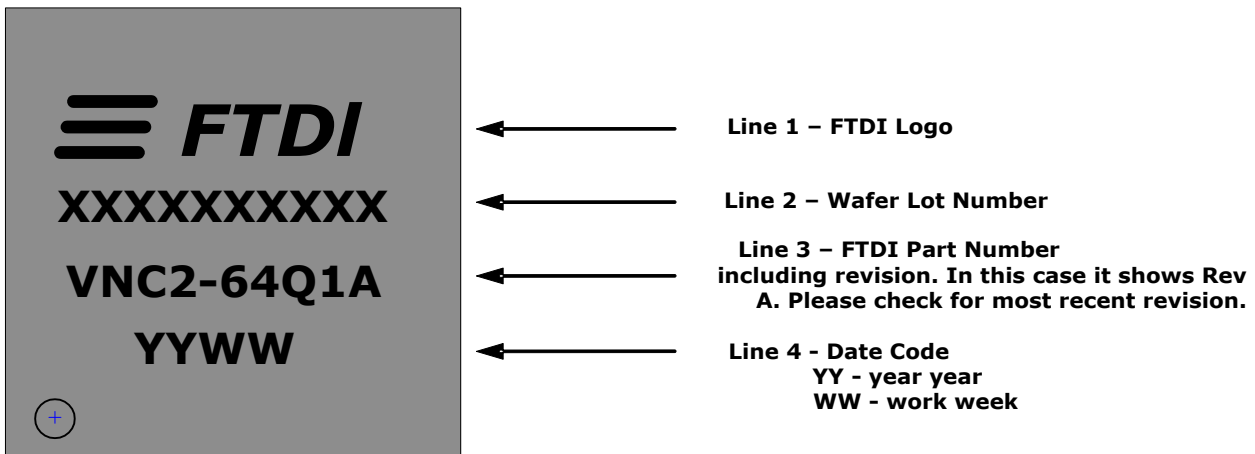 FTDI
XXXXXXXXXX
VNC2-64Q1A
YYWW
Line 1 – FTDI Logo
Line 2 – Wafer Lot Number
Line 3 – FTDI Part Number
including revision. In this case it shows Rev
A. Please check for most recent revision.
Line 4 - Date Code
YY - year year
WW - work week